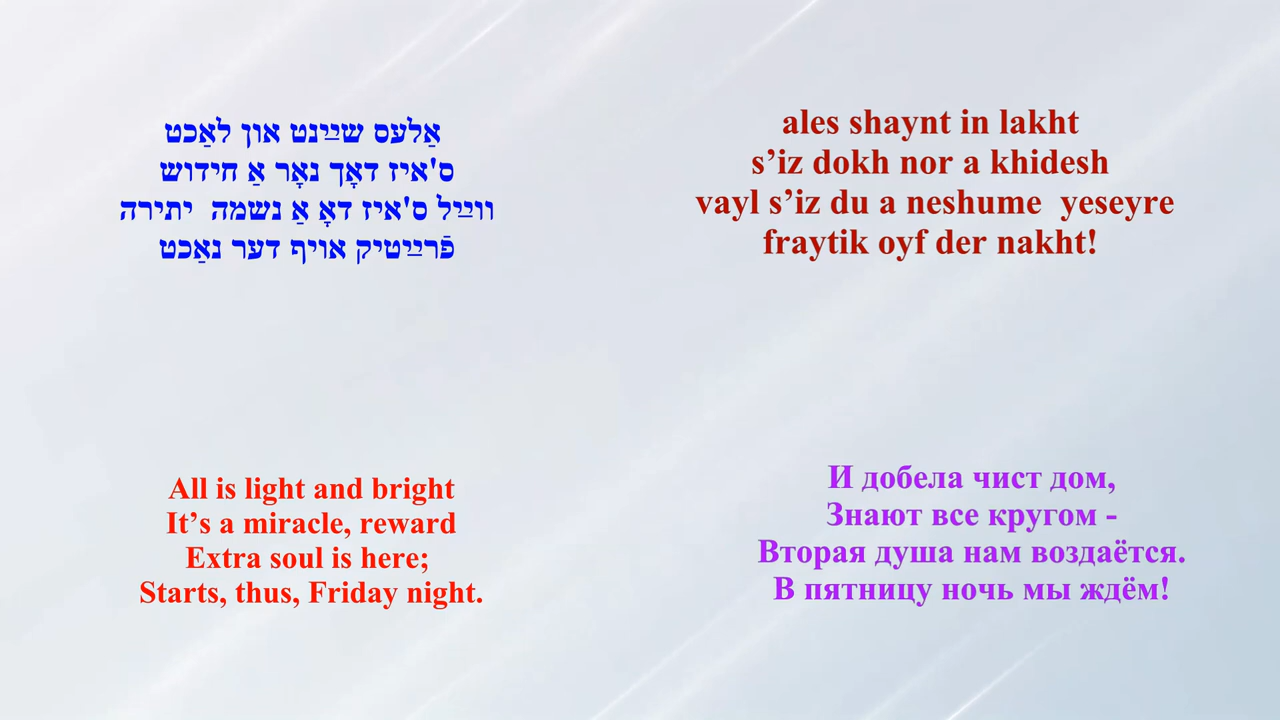 אַלעס שײַנט און לאַכט
ס'איז דאָך נאָר אַ חידוש
ווײַל ס'איז דאָ אַ נשמה  יתירה
פֿרײַטיק אויף דער נאַכט
ales shaynt in lakht
s’iz dokh nor a khidesh
vayl s’iz du a neshume  yeseyre
fraytik oyf der nakht!
All is light and bright
It’s a miracle, reward
Extra soul is here;
Starts, thus, Friday night.
И добела чист дом,
Знают все кругом -
Вторая душа нам воздаётся.
В пятницу ночь мы ждём!